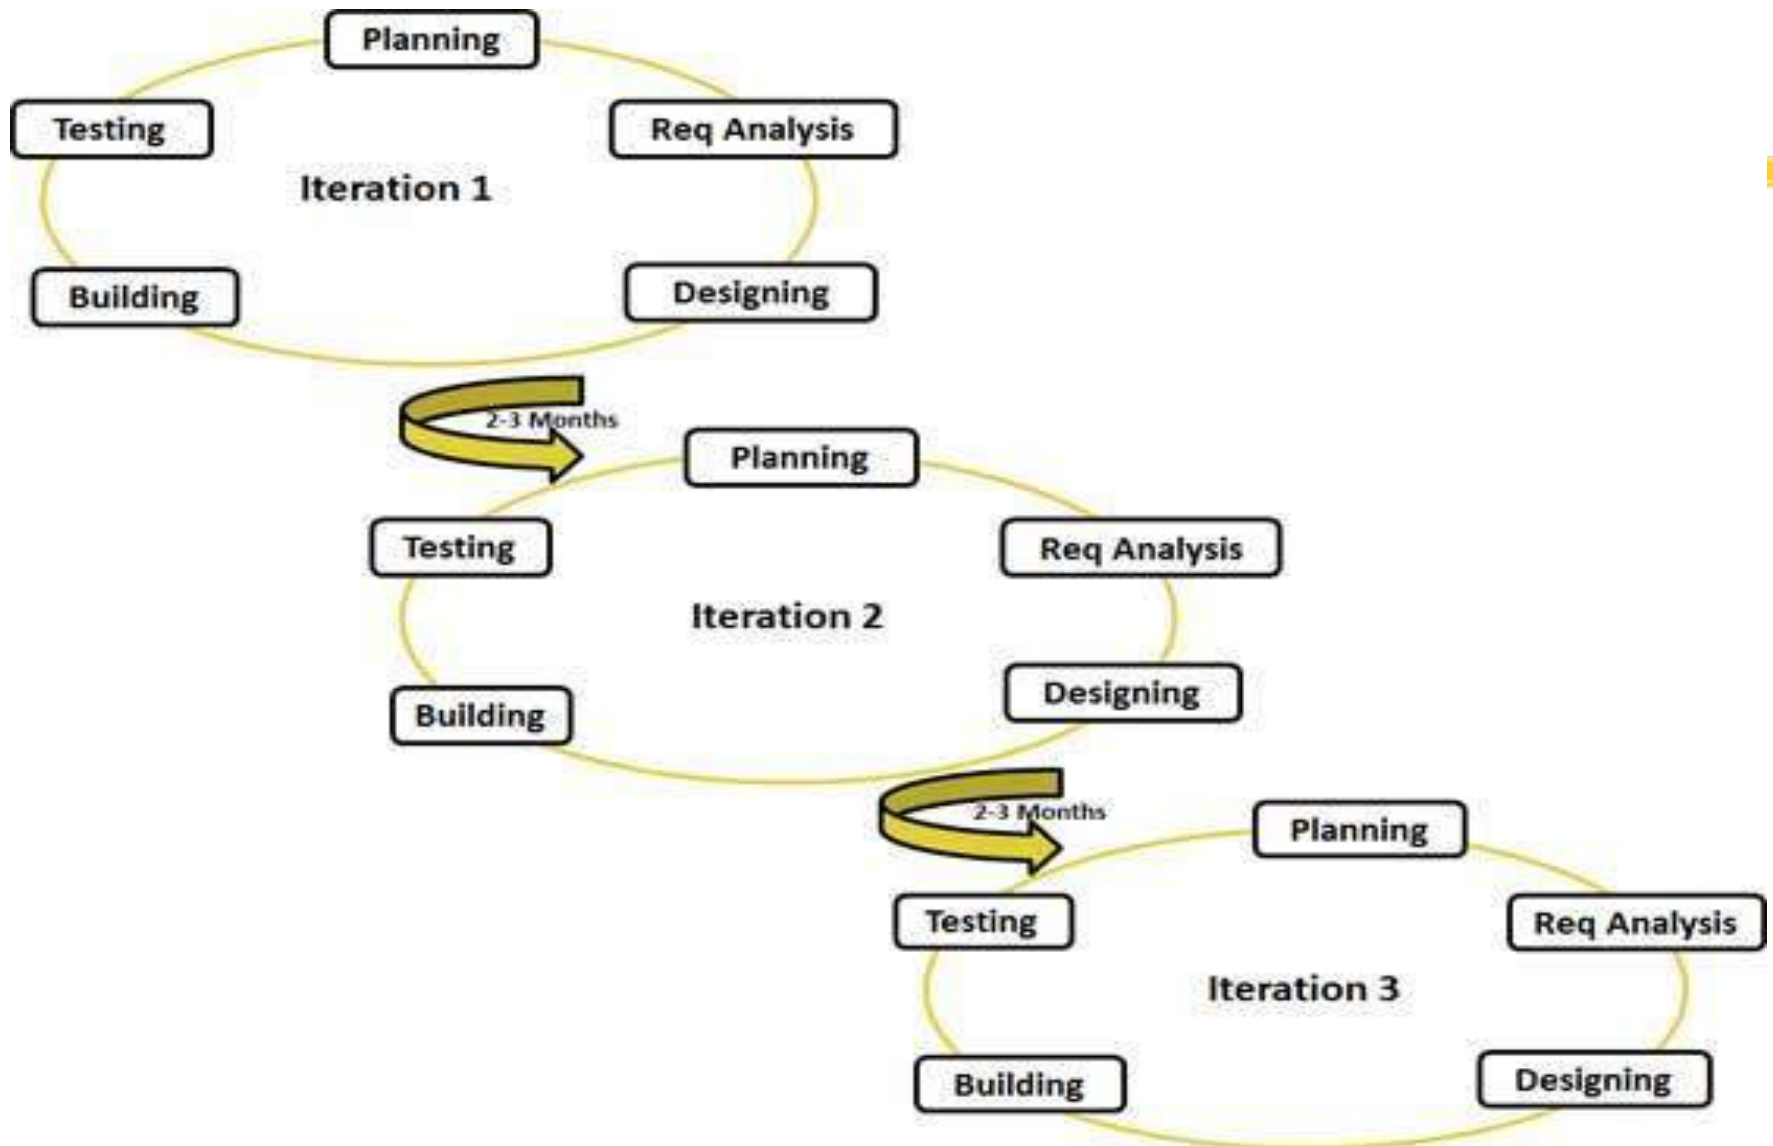 Planning
Testing
Req Analysis
Iteration 1
Building
Designing
2-3 Months
Planning
Testing
Req Analysis
Iteration 2
Building
Designing
2-3 Months
Planning
Testing
Req Analysis
Iteration 3
Building
Designing